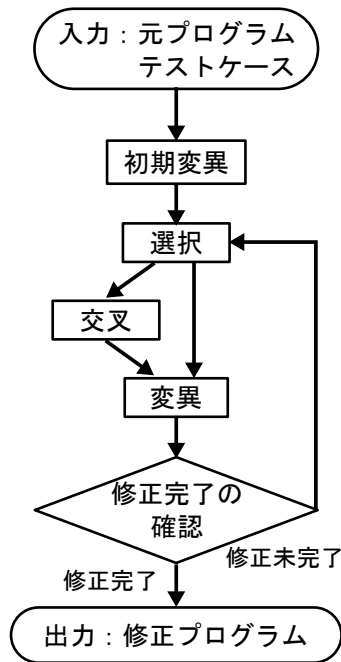 入力：元プログラム
テストケース
初期変異
選択
交叉
変異
修正完了の
確認
修正未完了
修正完了
出力：修正プログラム